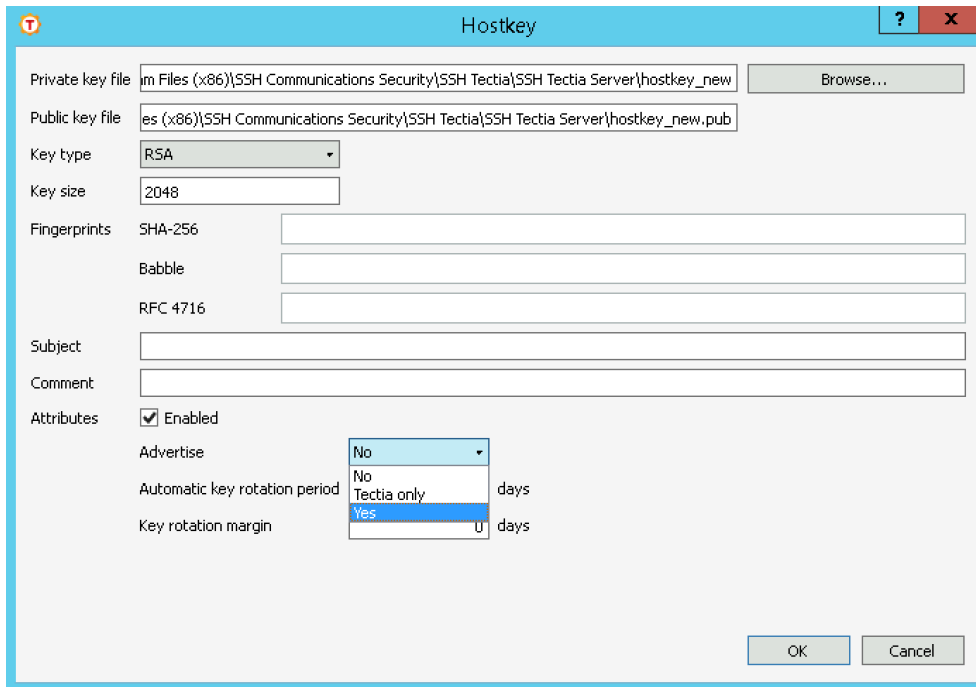 T Hostkey ? X
Private key file ım Files (x86)\SSH Communications Security\SSH Tectia\SSH Tectia Server\hostkey_new Browse...
Public key file es (x86)\SSH Communications Security\SSH Tectia\SSH Tectia Server\hostkey_new.pub
Key type RSA
Key size 2048
Fingerprints SHA-256
Babble
RFC 4716
Subject
Comment
Attributes Enabled
Advertise No
No
Automatic key rotation period Tectia only days
Yes
Key rotation margin 0 days
OK Cancel